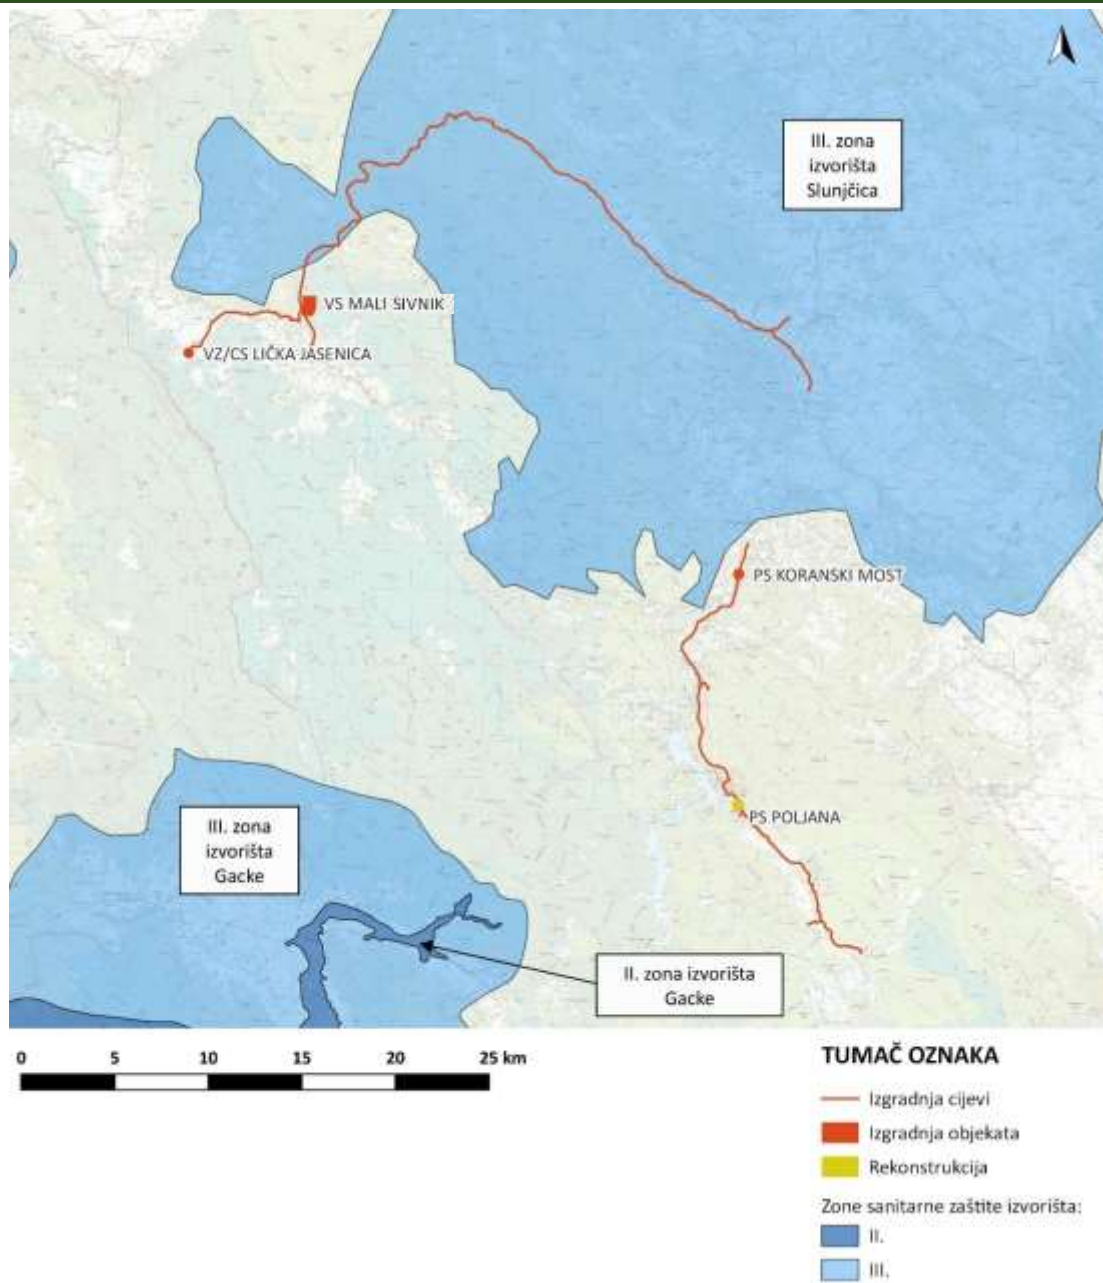 III. zona
izvorišta
Slunjčica
VS MALI SIVNIK
VZ/CS LIČKA JASENICA
PS KORANSKI MOST
PS POLJANA
III. zona
izvorišta
Gacke
II. zona izvorišta
Gacke
0 5 10 15 20 25 km
TUMAČ OZNAKA
Izgradnja cijevi
Izgradnja objekata
Rekonstrukcija
Zone sanitarne zaštite izvorišta:
II.
III.